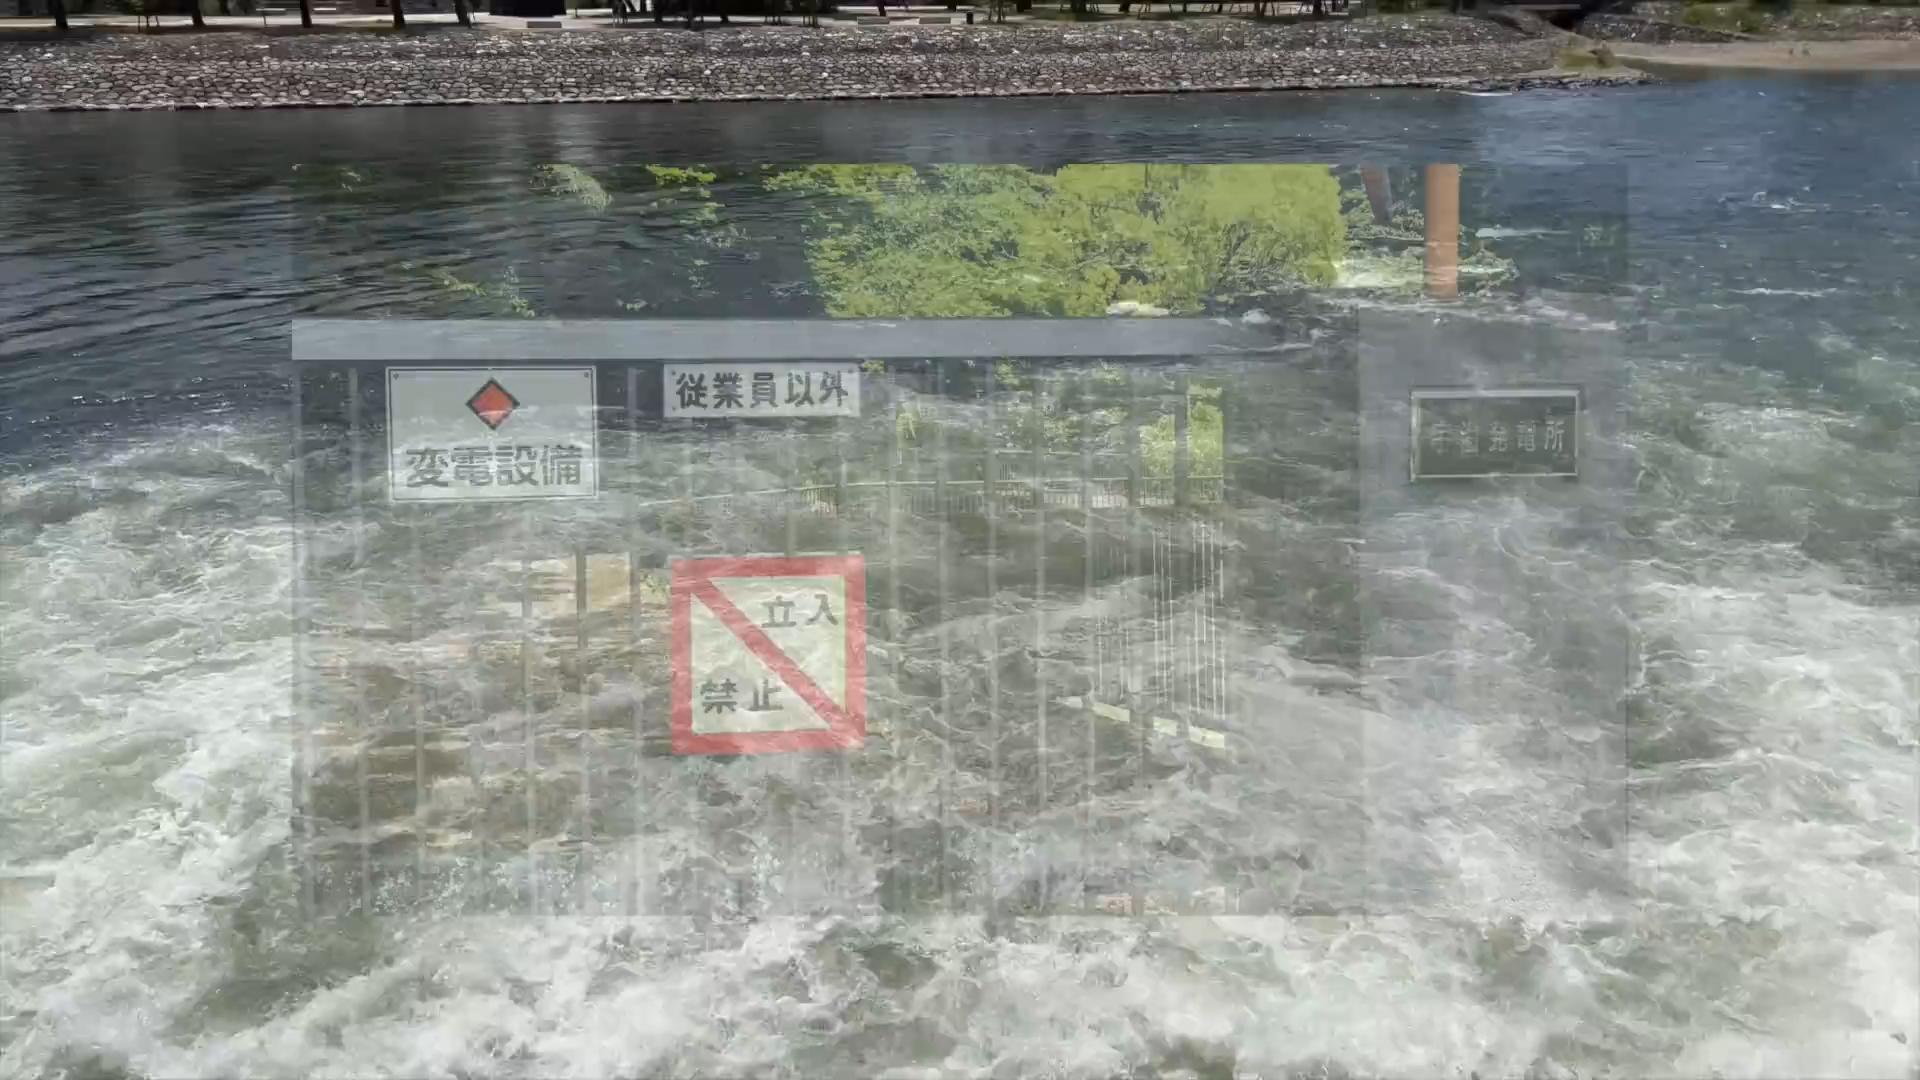 変電設備
従業員以外
立入
禁止
宇治発電所